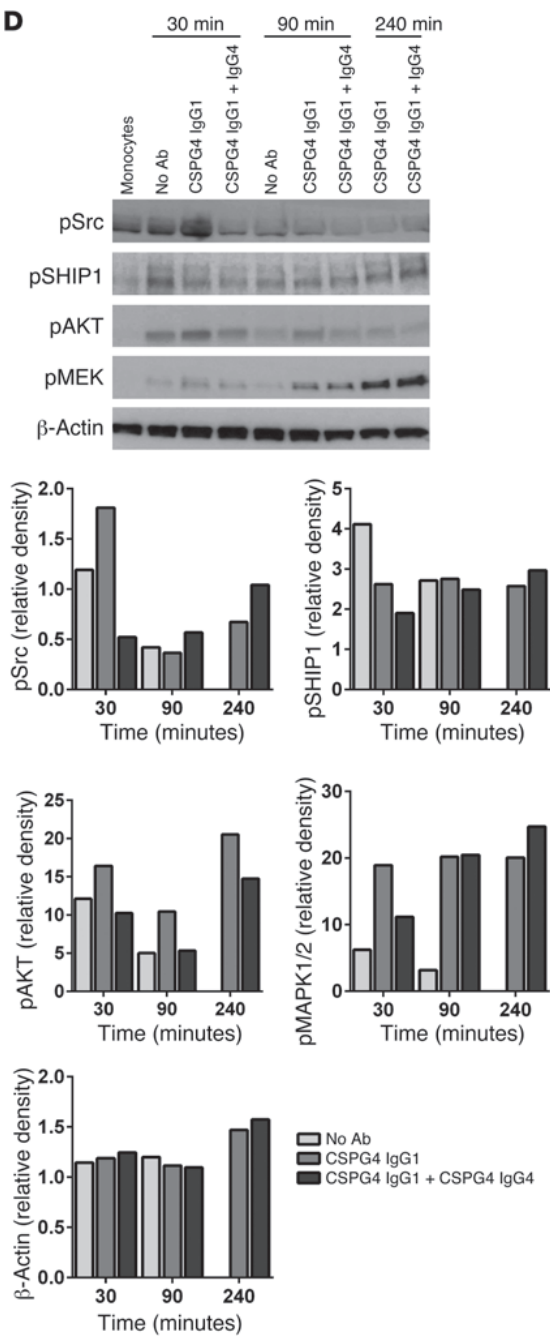 D
30 min 90 min 240 min
Monocytes
No Ab
CSPG4 IgG1
CSPG4 IgG1 + IgG4
No Ab
CSPG4 IgG1
CSPG4 IgG1 + IgG4
CSPG4 IgG1
CSPG4 IgG1 + IgG4
pSrc
pSHIP1
pAKT
pMEK
β-Actin
pSrc (relative density)
2.0
1.5
1.0
0.5
0.0
30 90 240
Time (minutes)
pSHIP1 (relative density)
5
4
3
2
1
0
30 90 240
Time (minutes)
pAKT (relative density)
25
20
15
10
5
0
30 90 240
Time (minutes)
pMAPK1/2 (relative density)
30
20
10
0
30 90 240
Time (minutes)
β-Actin (relative density)
2.0
1.5
1.0
0.5
0.0
30 90 240
Time (minutes)
No Ab
CSPG4 IgG1
CSPG4 IgG1 + CSPG4 IgG4